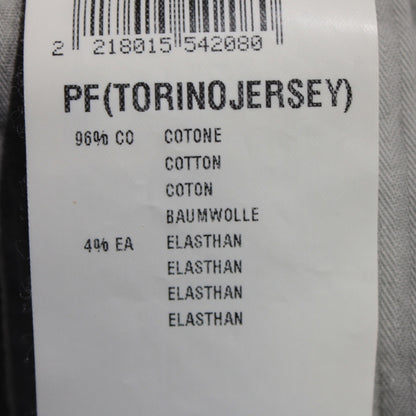 2 218015 542080
PF(TORINOJERSEY)
96% CO COTONE
COTTON
COTON
BAUMWOLLE
4% EA ELASTHAN
ELASTHAN
ELASTHAN
ELASTHAN